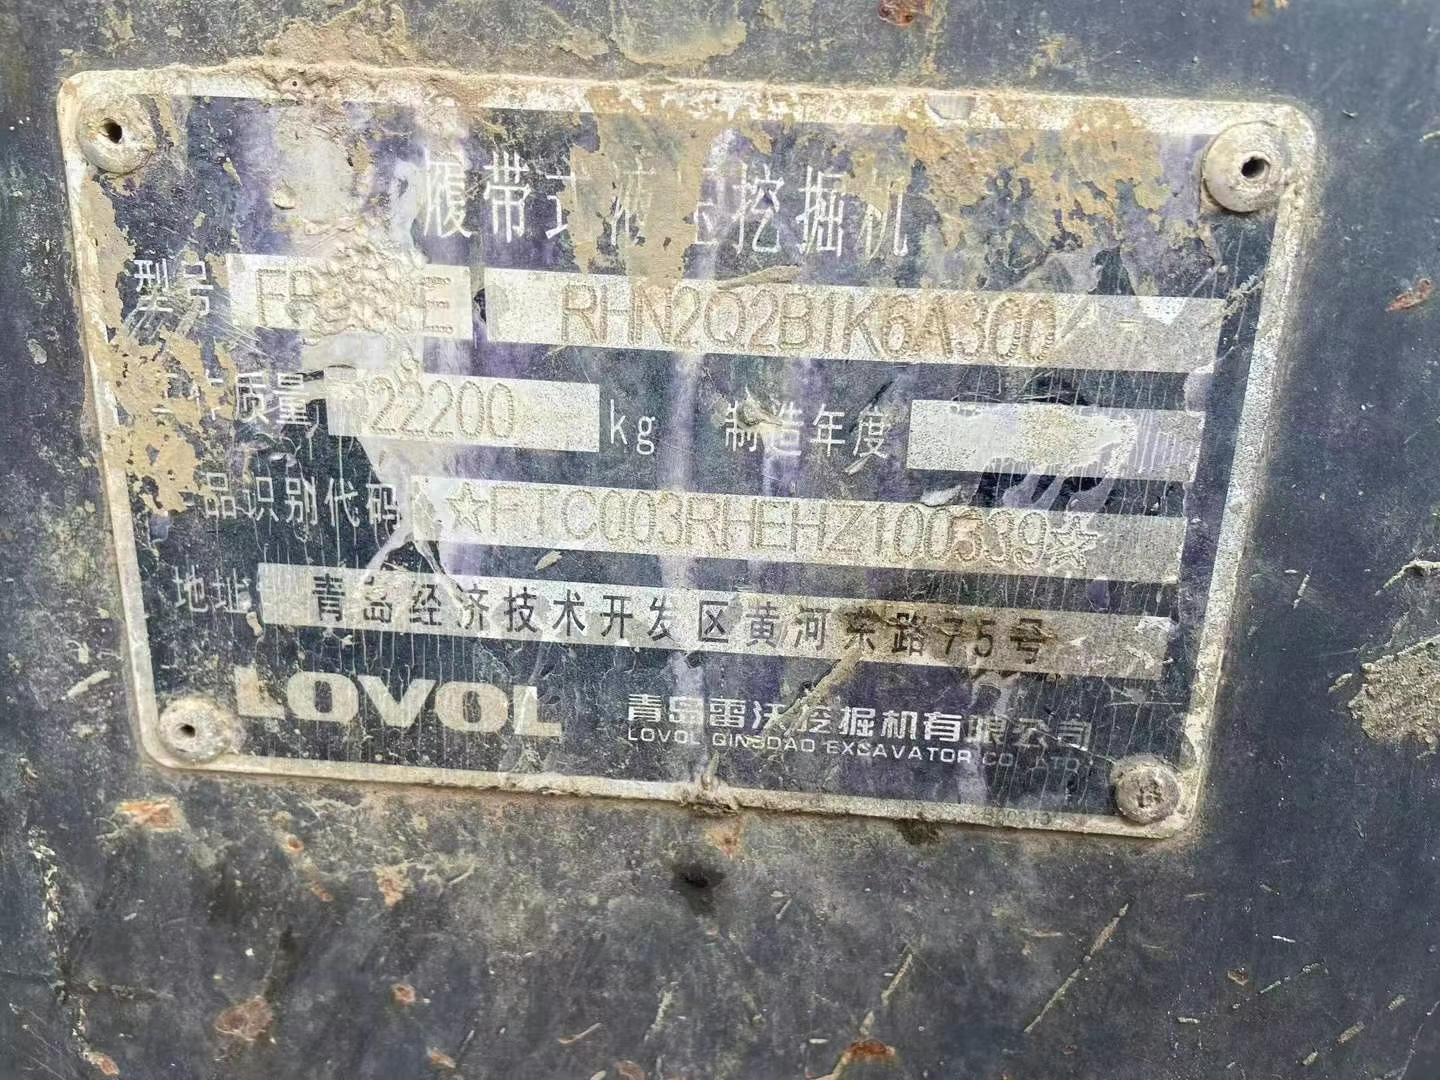 履带式液压挖掘机
型号 RHN2Q2B1K6A300
质量 22200 kg 制造年度
品识别代码 ☆FTC003RHEHZ100339☆
地址 青岛经济技术开发区黄河东路75号
LOVOL 青岛雷沃挖掘机有限公司
LOVOL QINGDAO EXCAVATOR CO., LTD.